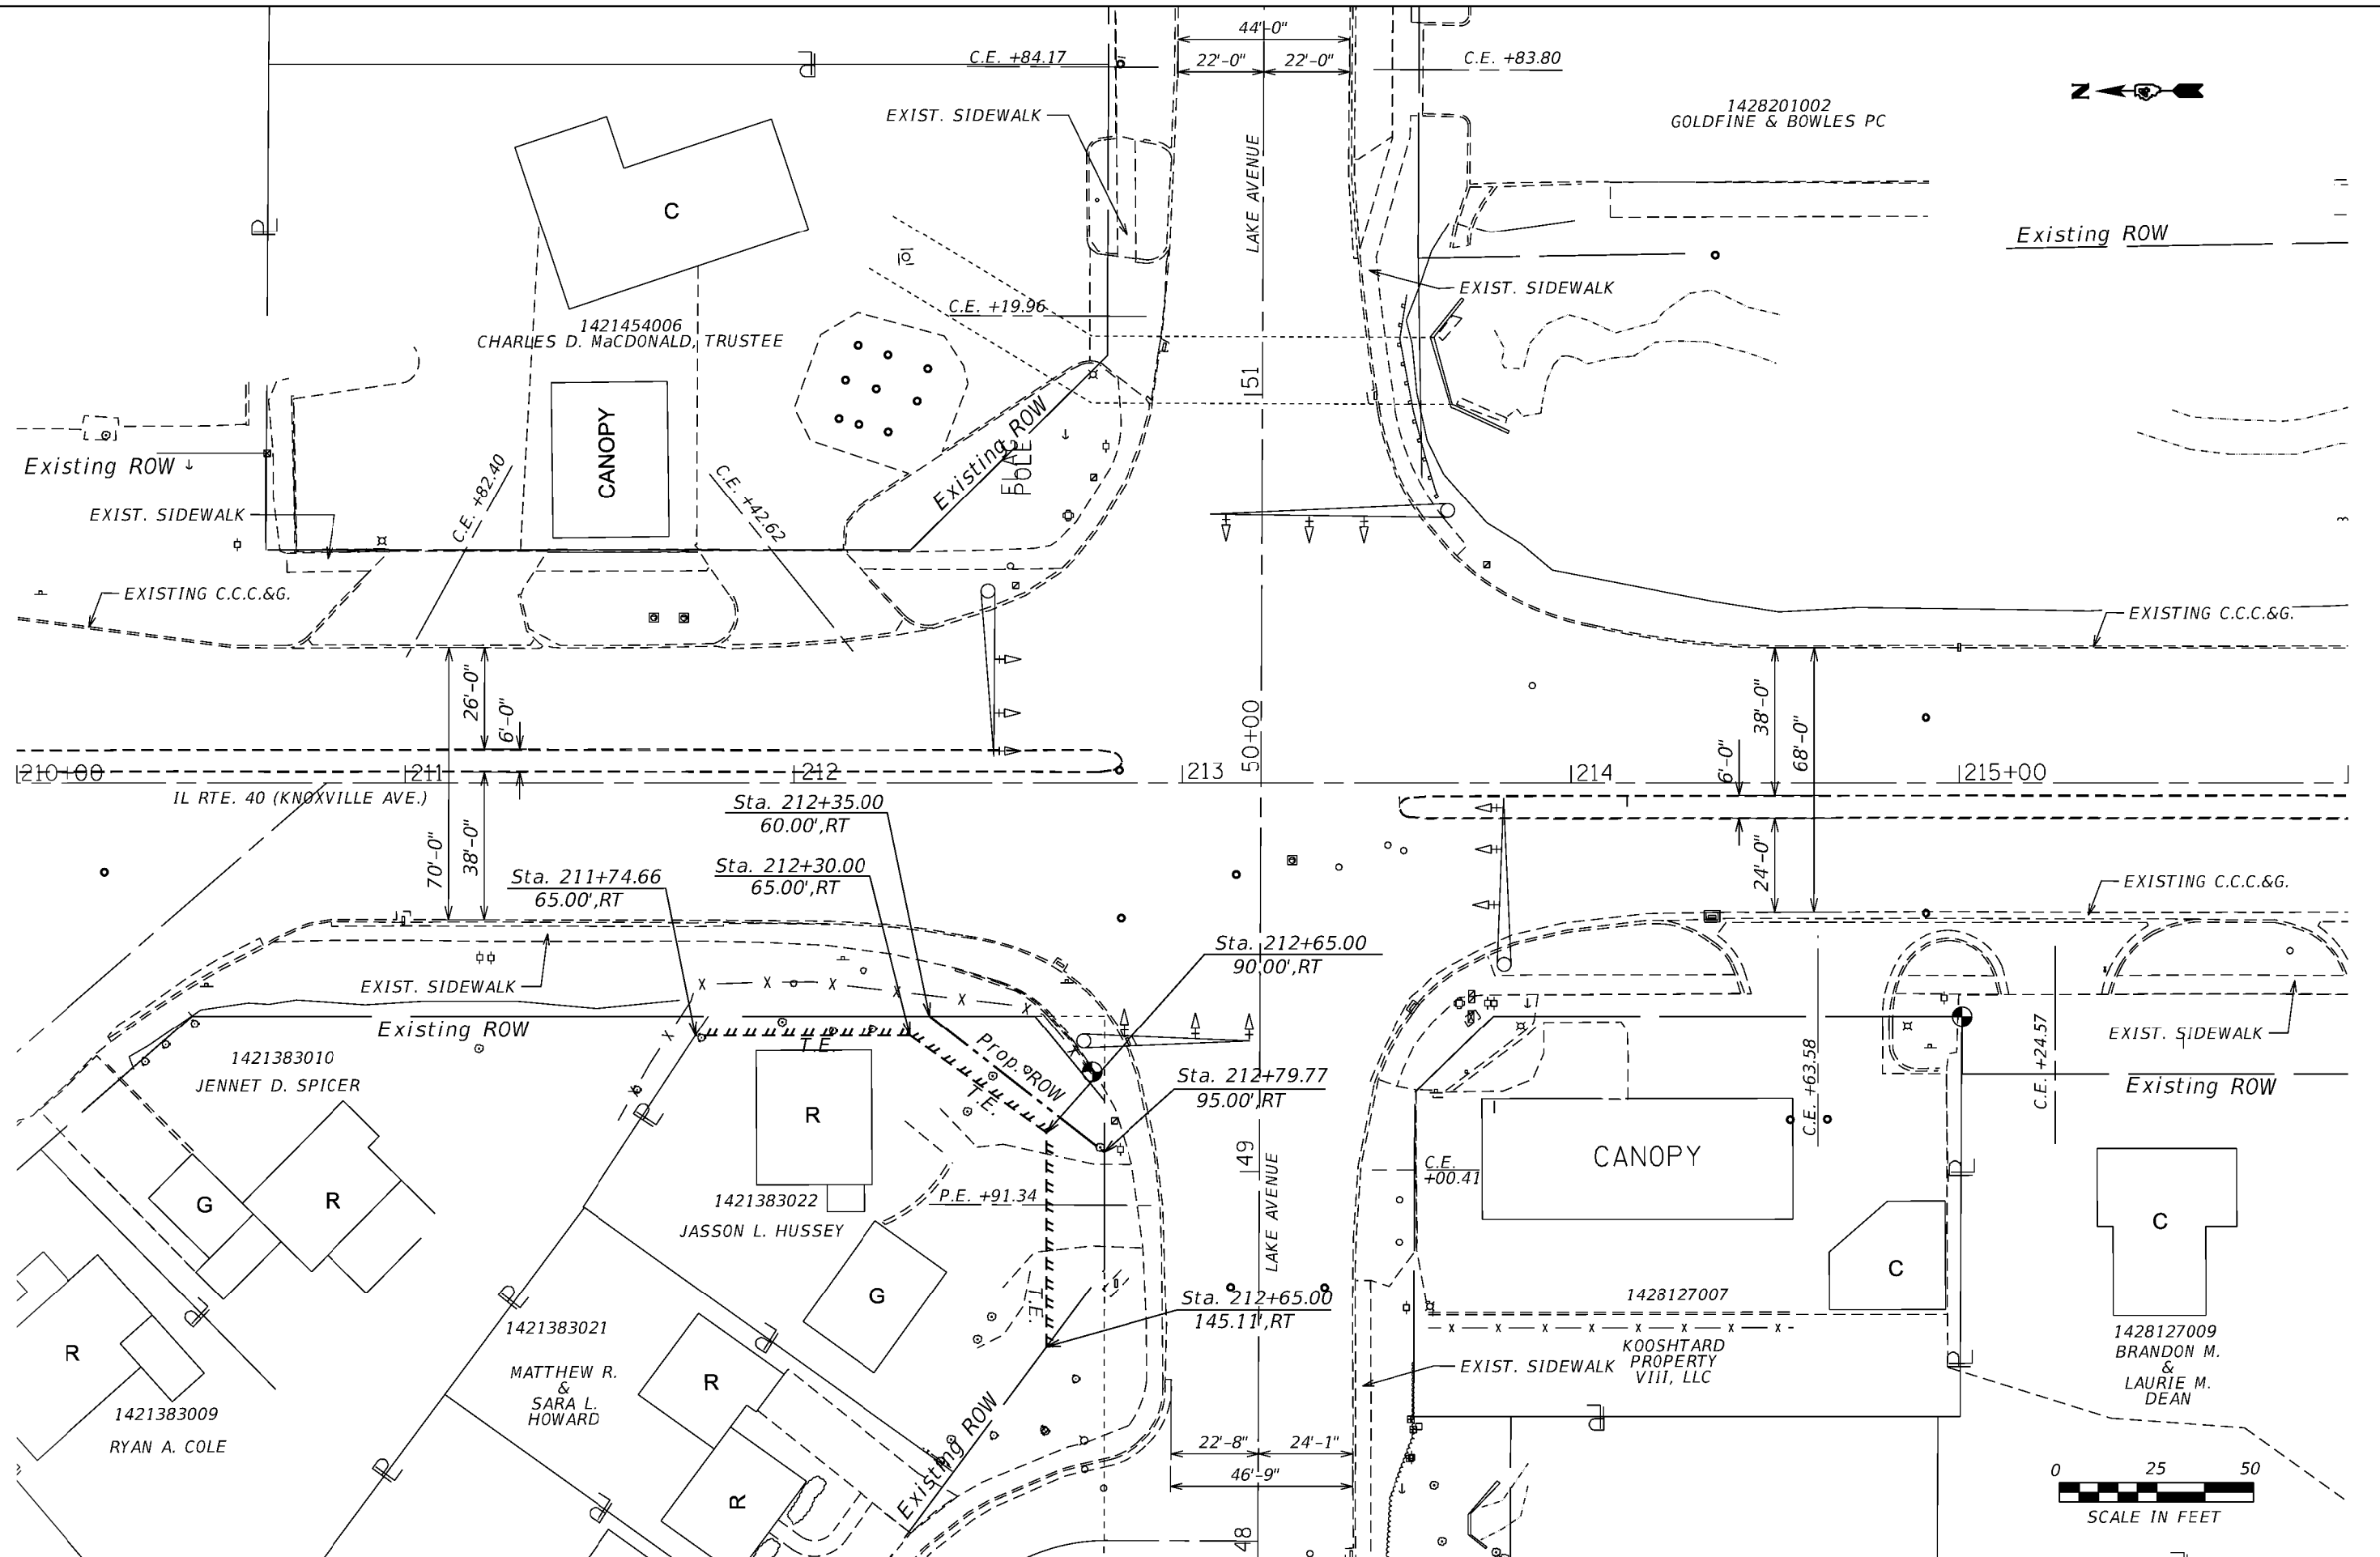 44'-0"
22'-0"
22'-0"
C.E. +84.17
C.E. +83.80
EXIST. SIDEWALK
LAKE AVENUE
1428201002
GOLDFINE & BOWLES PC
N
C
Existing ROW
EXIST. SIDEWALK
C.E. +19.96
1421454006
CHARLES D. MaCDONALD, TRUSTEE
CANOPY
51
Existing ROW
FLAG
POLE
Existing ROW
C.E. +82.40
C.E. +42.62
EXIST. SIDEWALK
EXISTING C.C.C.&G.
EXISTING C.C.C.&G.
26'-0"
6'-0"
70'-0"
38'-0"
50+00
38'-0"
68'-0"
6'-0"
24'-0"
210+00
211
212
213
214
215+00
IL RTE. 40 (KNOXVILLE AVE.)
Sta. 212+35.00
60.00',RT
Sta. 212+30.00
65.00',RT
Sta. 211+74.66
65.00',RT
EXISTING C.C.C.&G.
Sta. 212+65.00
90.00',RT
EXIST. SIDEWALK
Existing ROW
T.E.
Prop. ROW
T.E.
1421383010
JENNET D. SPICER
Sta. 212+79.77
95.00',RT
EXIST. SIDEWALK
Existing ROW
C.E. +63.58
C.E. +24.57
R
CANOPY
49
LAKE AVENUE
C.E.
+00.41
G
R
1421383022
JASSON L. HUSSEY
P.E. +91.34
C
C
G
T.E.
Sta. 212+65.00
145.11',RT
1428127007
KOOSHTARD
PROPERTY
VIII, LLC
EXIST. SIDEWALK
1428127009
BRANDON M.
&
LAURIE M.
DEAN
1421383021
MATTHEW R.
&
SARA L.
HOWARD
R
R
R
1421383009
RYAN A. COLE
Existing ROW
22'-8"
24'-1"
46'-9"
48
0
25
50
SCALE IN FEET